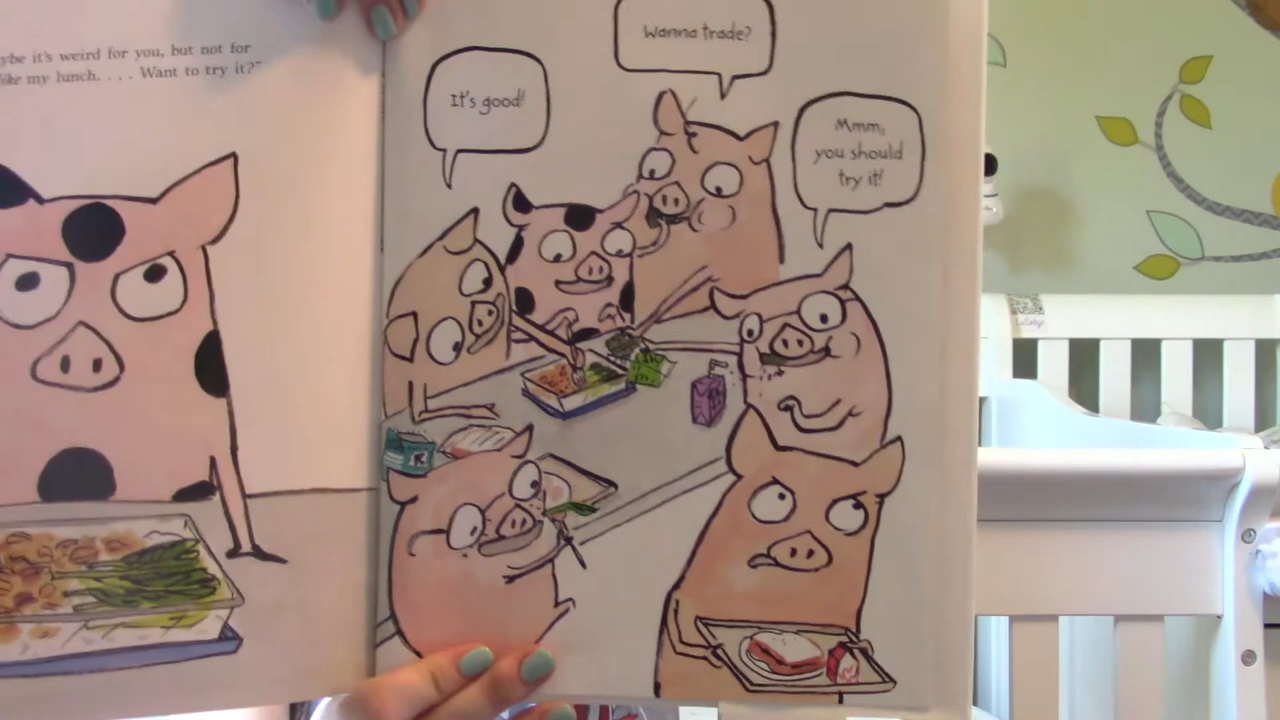 ybe it's weird for you, but not for
like my lunch. . . . Want to try it?"
It's good!
Wanna trade?
Mmm,
you should
try it!